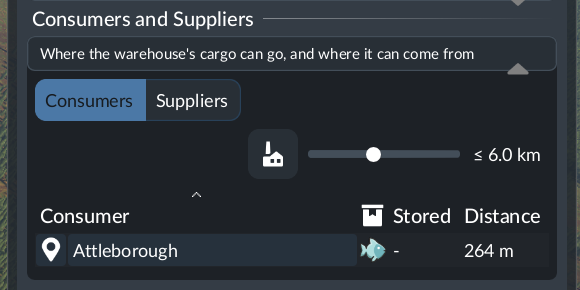 Consumers and Suppliers
Where the warehouse's cargo can go, and where it can come from
Consumers Suppliers
≤ 6.0 km
Consumer Stored Distance
Attleborough - 264 m